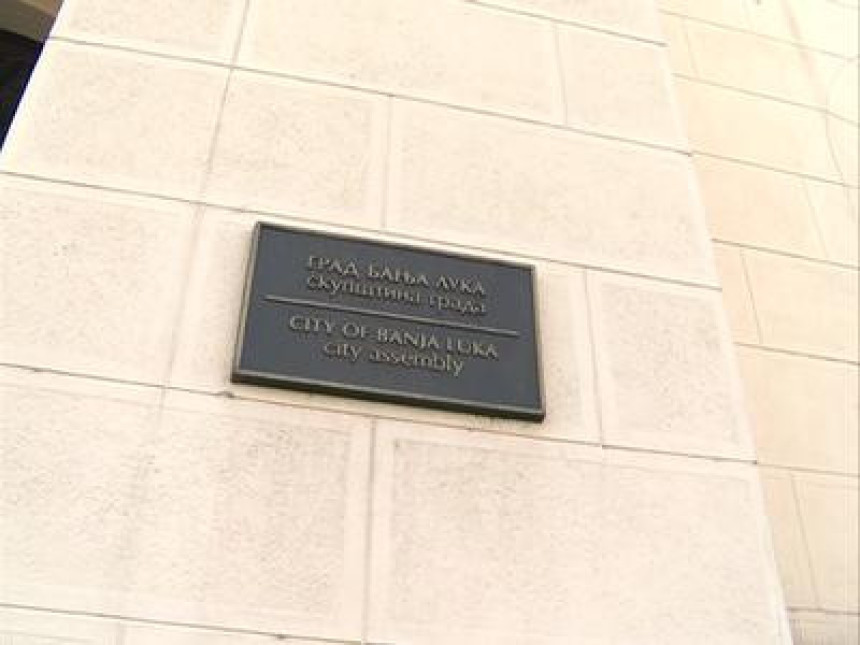 ГРАД БАЊА ЛУКА
скупштина града
CITY OF BANJA LUKA
city assembly